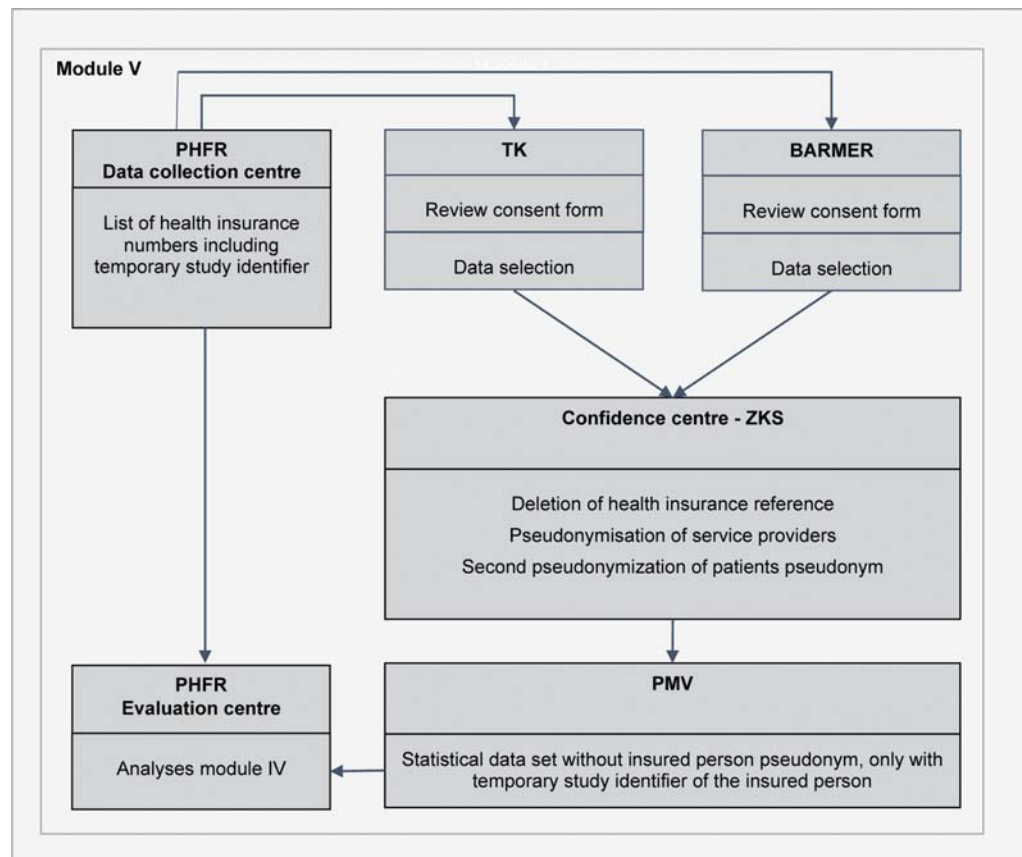 Module V
PHFR
Data collection centre
List of health insurance
numbers including
temporary study identifier
TK
Review consent form
Data selection
BARMER
Review consent form
Data selection
Confidence centre - ZKS
Deletion of health insurance reference
Pseudonymisation of service providers
Second pseudonymization of patients pseudonym
PHFR
Evaluation centre
Analyses module IV
PMV
Statistical data set without insured person pseudonym, only with
temporary study identifier of the insured person